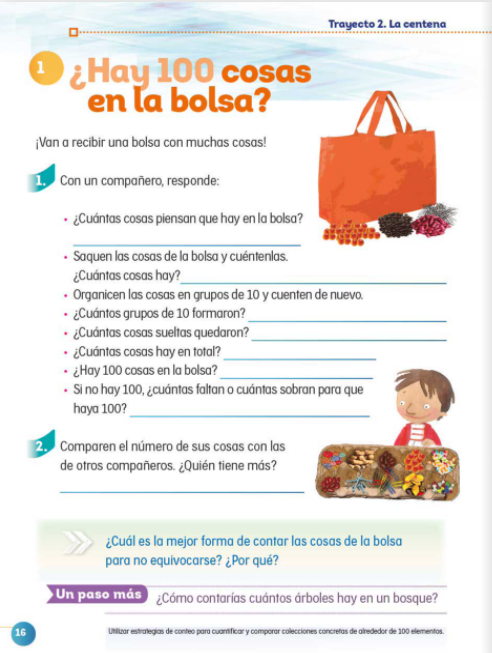 Trayecto 2. La centena
1 ¿Hay 100 cosas
en la bolsa?
¡Van a recibir una bolsa con muchas cosas!
1. Con un compañero, responde:
• ¿Cuántas cosas piensan que hay en la bolsa?
• Saquen las cosas de la bolsa y cuéntenlas.
¿Cuántas cosas hay?
• Organicen las cosas en grupos de 10 y cuenten de nuevo.
• ¿Cuántos grupos de 10 formaron?
• ¿Cuántas cosas sueltas quedaron?
• ¿Cuántas cosas hay en total?
• ¿Hay 100 cosas en la bolsa?
• Si no hay 100, ¿cuántas faltan o cuántas sobran para que
haya 100?
2. Comparen el número de sus cosas con las
de otros compañeros. ¿Quién tiene más?
¿Cuál es la mejor forma de contar las cosas de la bolsa
para no equivocarse? ¿Por qué?
Un paso más ¿Cómo contarías cuántos árboles hay en un bosque?
16 Utilizar estrategias de conteo para cuantificar y comparar colecciones concretas de alrededor de 100 elementos.